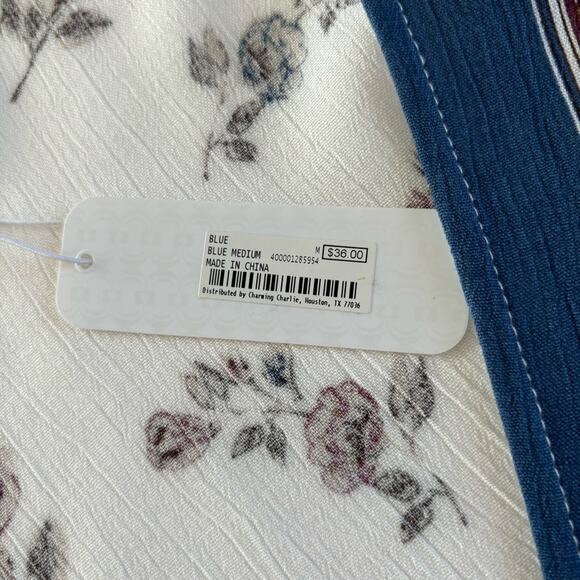 BLUE
BLUE MEDIUM 400001285954 M $36.00
MADE IN CHINA
Distributed by Charming Charlie, Houston, TX 77036